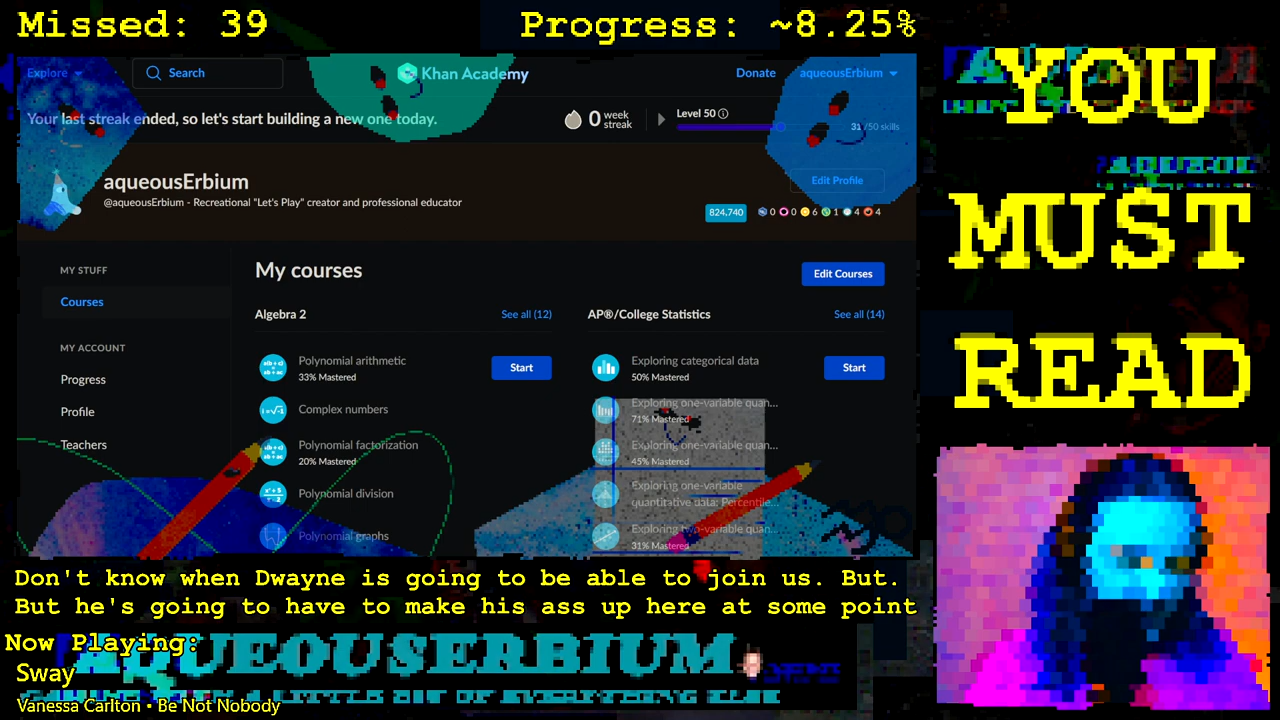 Missed: 39
Progress: ~8.25%
Explore
Search
Khan Academy
Donate
aqueousErbium
Your last streak ended, so let's start building a new one today.
0 week streak
Level 50
31/50 skills
aqueousErbium
@aqueousErbium - Recreational "Let's Play" creator and professional educator
Edit Profile
824,740
0 0 6 1 4 4
MY STUFF
Courses
MY ACCOUNT
Progress
Profile
Teachers
My courses
Edit Courses
Algebra 2
See all (12)
Polynomial arithmetic
33% Mastered
Start
Complex numbers
Polynomial factorization
20% Mastered
Polynomial division
Polynomial graphs
AP®/College Statistics
See all (14)
Exploring categorical data
50% Mastered
Start
Exploring one-variable quan...
71% Mastered
Exploring one-variable quan...
45% Mastered
Exploring one-variable
quantitative data: Percentile...
Exploring two-variable quan...
31% Mastered
YOU
MUST
READ
Don't know when Dwayne is going to be able to join us. But.
But he's going to have to make his ass up here at some point
Now Playing:
AQUEOUSERBIUM
Sway
Vanessa Carlton • Be Not Nobody